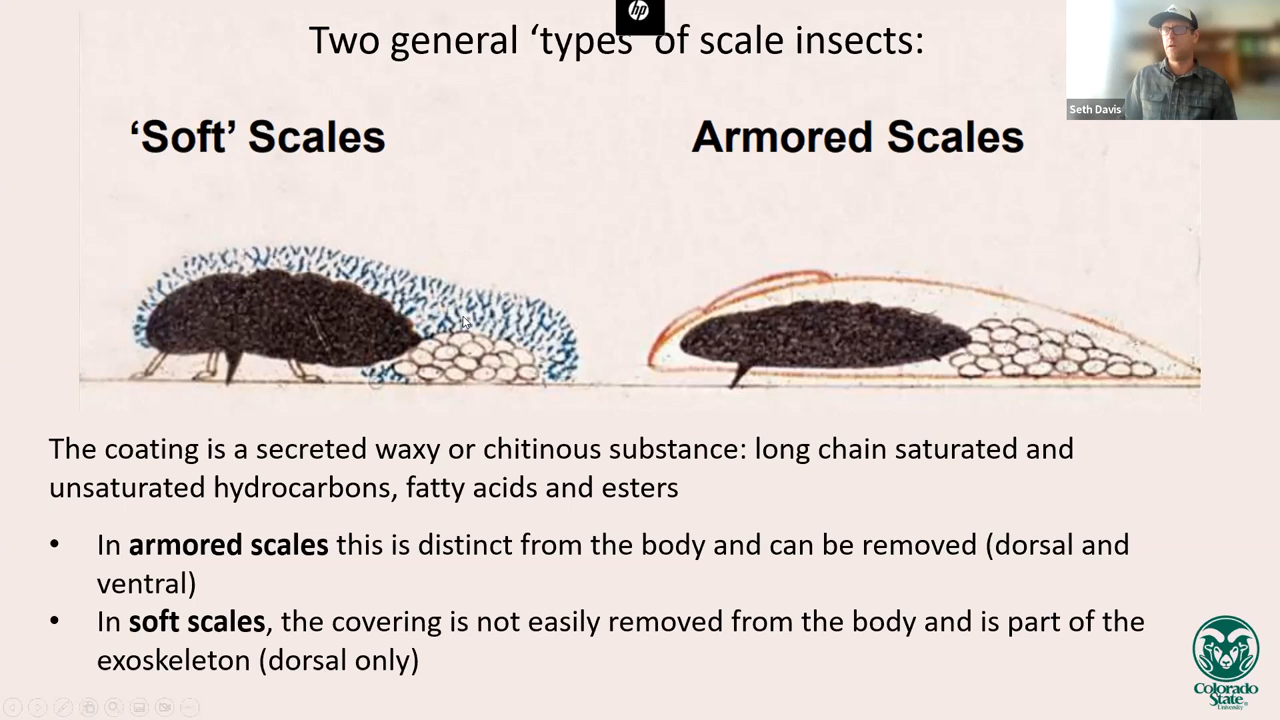 hp
Two general ‘types’ of scale insects:
Seth Davis
‘Soft’ Scales
Armored Scales
The coating is a secreted waxy or chitinous substance: long chain saturated and
unsaturated hydrocarbons, fatty acids and esters
• In armored scales this is distinct from the body and can be removed (dorsal and
ventral)
• In soft scales, the covering is not easily removed from the body and is part of the
exoskeleton (dorsal only)
Colorado
State
University